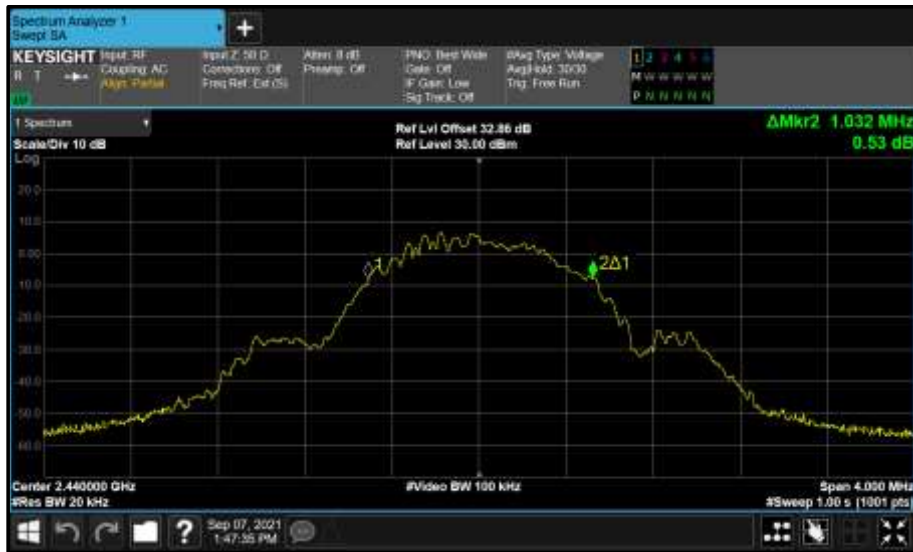 Spectrum Analyzer 1
Swept SA
+
KEYSIGHT
R T
Input: RF
Coupling: AC
Align: Partial
Input Z: 50 Ω
Corrections: Off
Freq Ref: Ext (S)
Atten: 8 dB
Preamp: Off
PNO: Best Wide
Gate: Off
IF Gain: Low
Sig Track: Off
#Avg Type: Voltage
Avg|Hold: 30/30
Trig: Free Run
1 2 3 4 5 6
M W W W W W
P N N N N N
1 Spectrum
Scale/Div 10 dB
Log
Ref Lvl Offset 32.86 dB
Ref Level 30.00 dBm
ΔMkr2 1.032 MHz
0.53 dB
20.0
10.0
0.00
-10.0
-20.0
-30.0
-40.0
-50.0
-60.0
1
2Δ1
Center 2.440000 GHz
#Res BW 20 kHz
#Video BW 100 kHz
Span 4.000 MHz
#Sweep 1.00 s (1001 pts)
?
Sep 07, 2021
1:47:35 PM